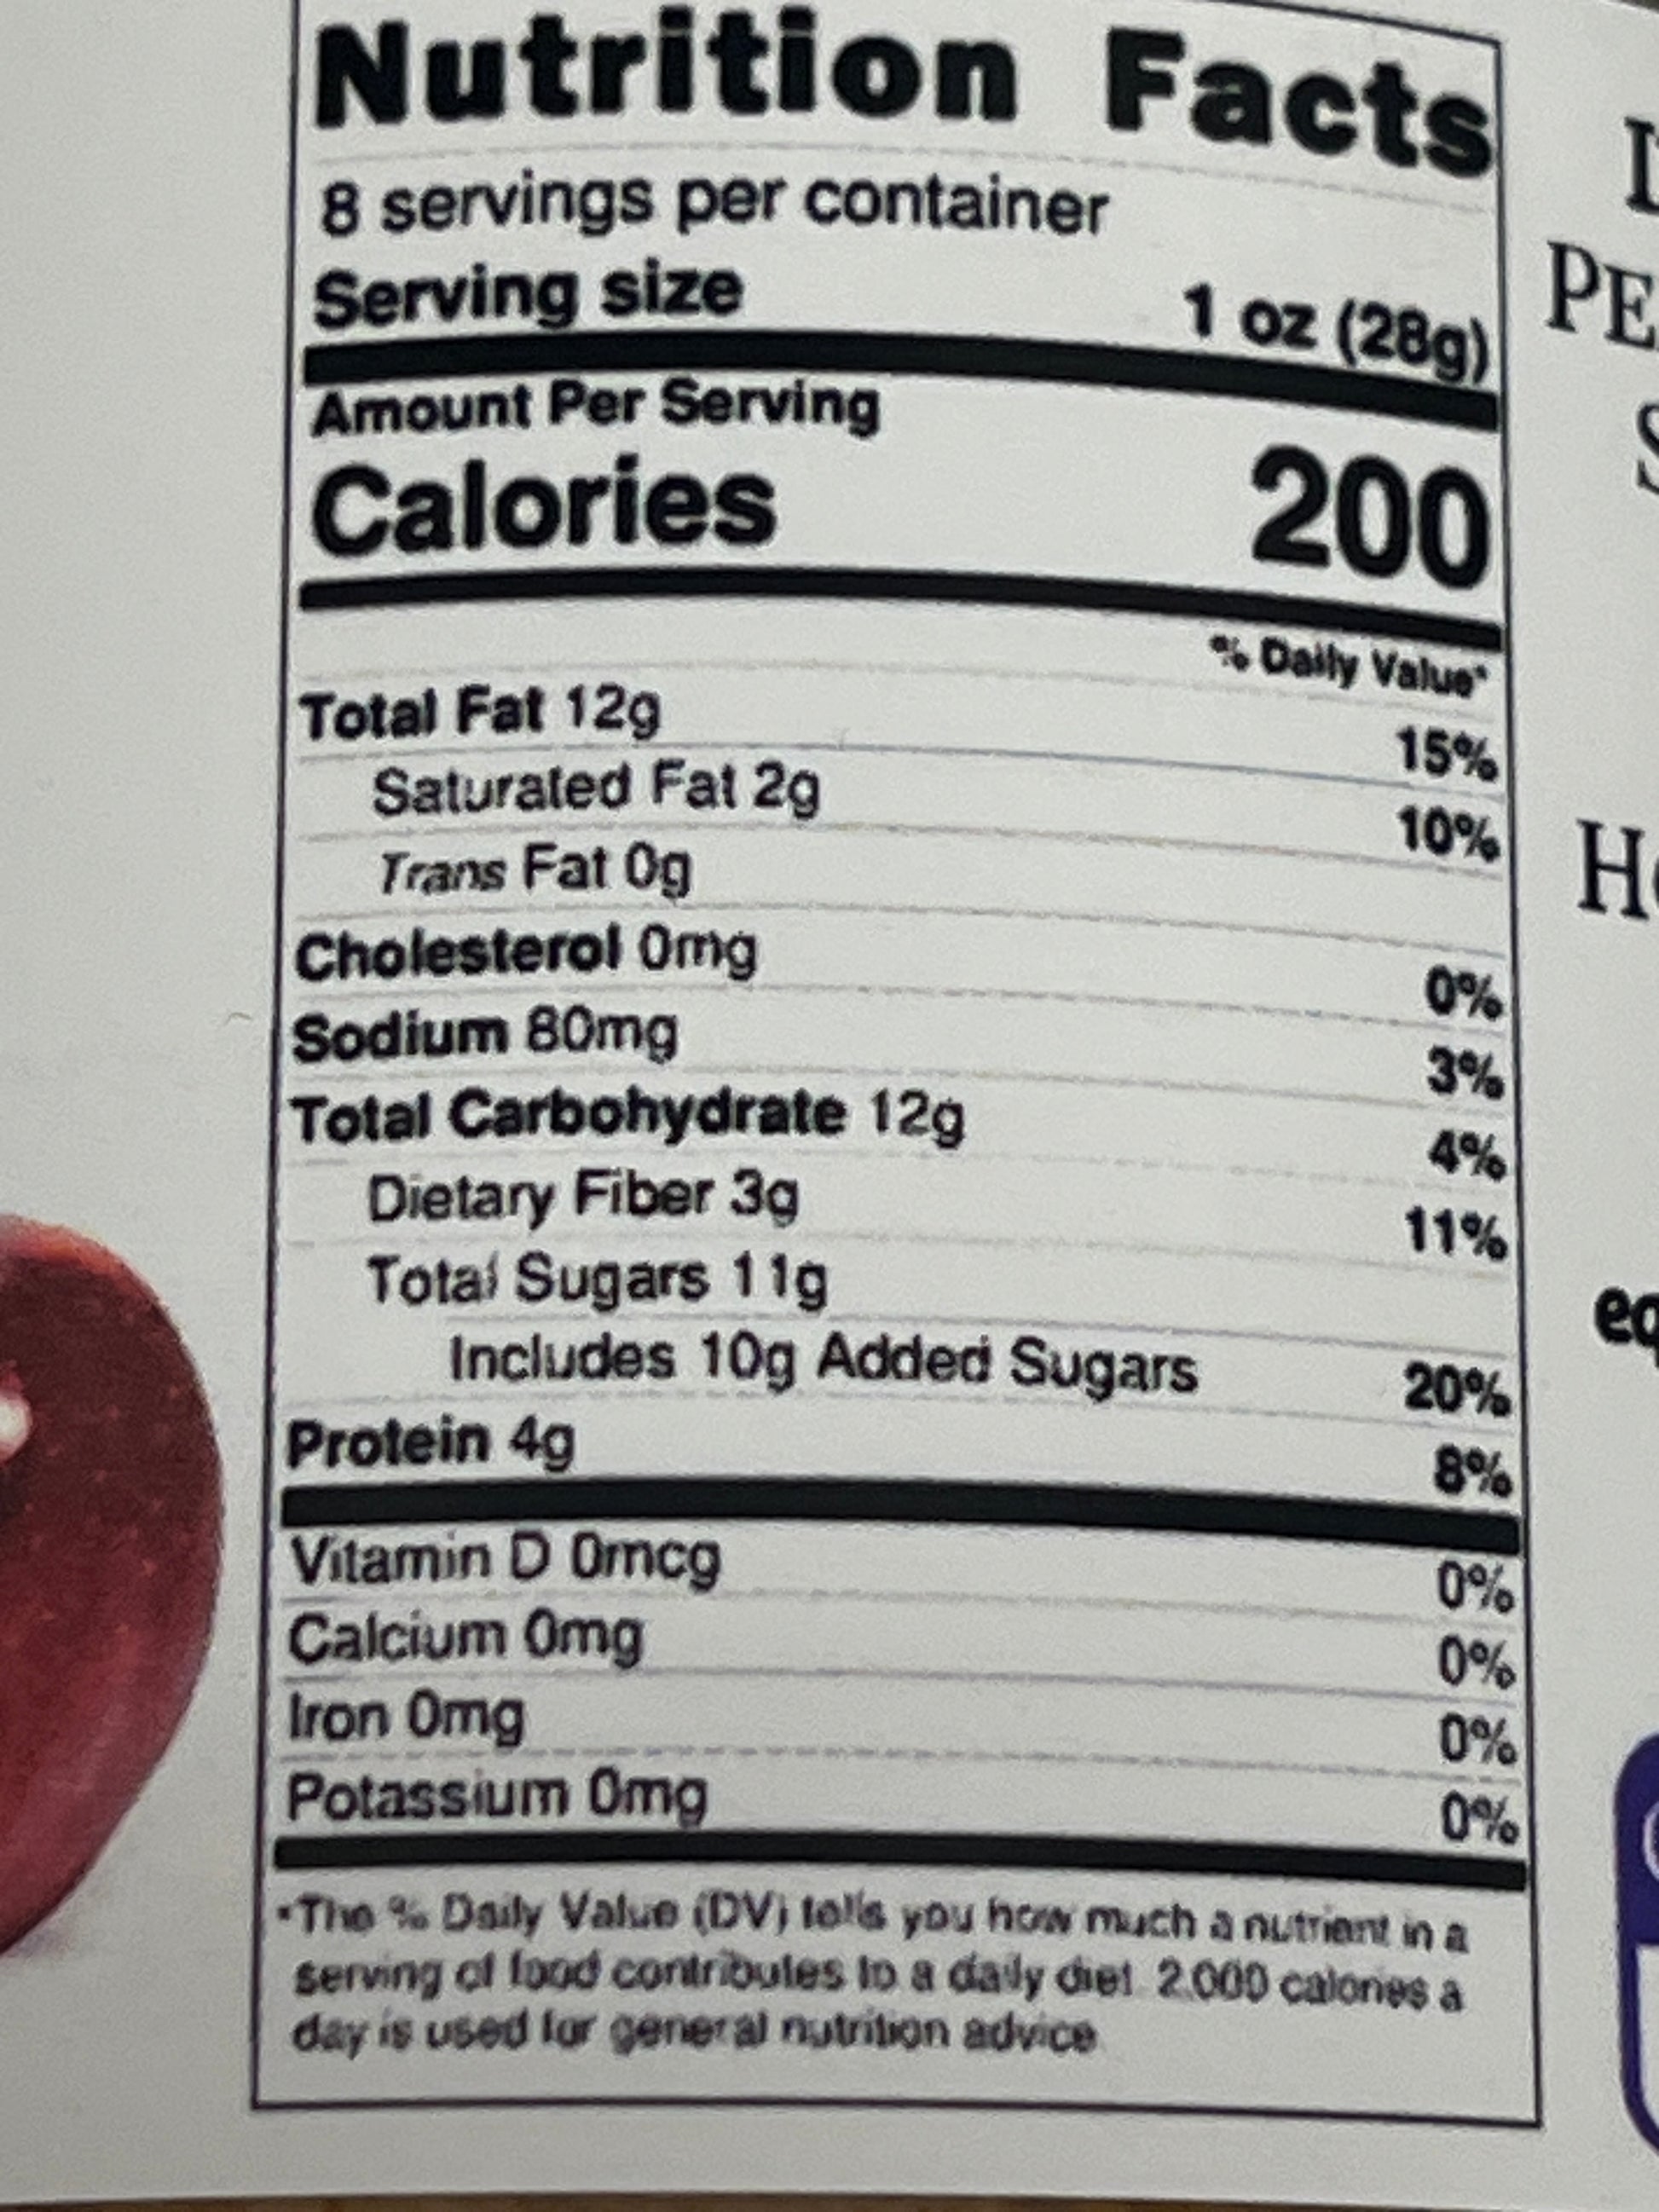 Nutrition Facts
8 servings per container
Serving size 1 oz (28g)
Amount Per Serving
Calories 200
% Daily Value*
Total Fat 12g 15%
Saturated Fat 2g 10%
Trans Fat 0g
Cholesterol 0mg 0%
Sodium 80mg 3%
Total Carbohydrate 12g 4%
Dietary Fiber 3g 11%
Total Sugars 11g
Includes 10g Added Sugars 20%
Protein 4g 8%
Vitamin D 0mcg 0%
Calcium 0mg 0%
Iron 0mg 0%
Potassium 0mg 0%
*The % Daily Value (DV) tells you how much a nutrient in a
serving of food contributes to a daily diet 2,000 calories a
day is used for general nutrition advice